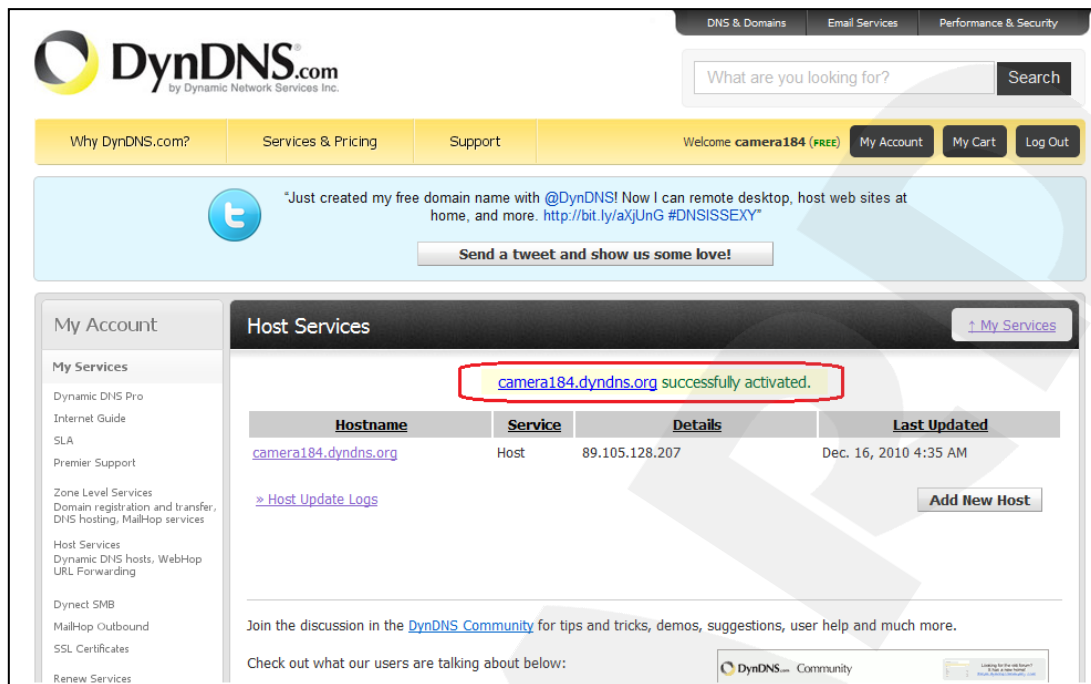 DNS & Domains Email Services Performance & Security
DynDNS.com
by Dynamic Network Services Inc.
What are you looking for? Search
Why DynDNS.com? Services & Pricing Support Welcome camera184 (FREE) My Account My Cart Log Out
“Just created my free domain name with @DynDNS! Now I can remote desktop, host web sites at
home, and more. http://bit.ly/aXjUnG #DNSISSEXY”
Send a tweet and show us some love!
My Account
Host Services
↑ My Services
My Services
Dynamic DNS Pro
Internet Guide
SLA
Premier Support
Zone Level Services
Domain registration and transfer,
DNS hosting, MailHop services
Host Services
Dynamic DNS hosts, WebHop
URL Forwarding
Dynect SMB
MailHop Outbound
SSL Certificates
Renew Services
camera184.dyndns.org successfully activated.
Hostname Service Details Last Updated
camera184.dyndns.org Host 89.105.128.207 Dec. 16, 2010 4:35 AM
» Host Update Logs
Add New Host
Join the discussion in the DynDNS Community for tips and tricks, demos, suggestions, user help and much more.
Check out what our users are talking about below:
DynDNS.com Community